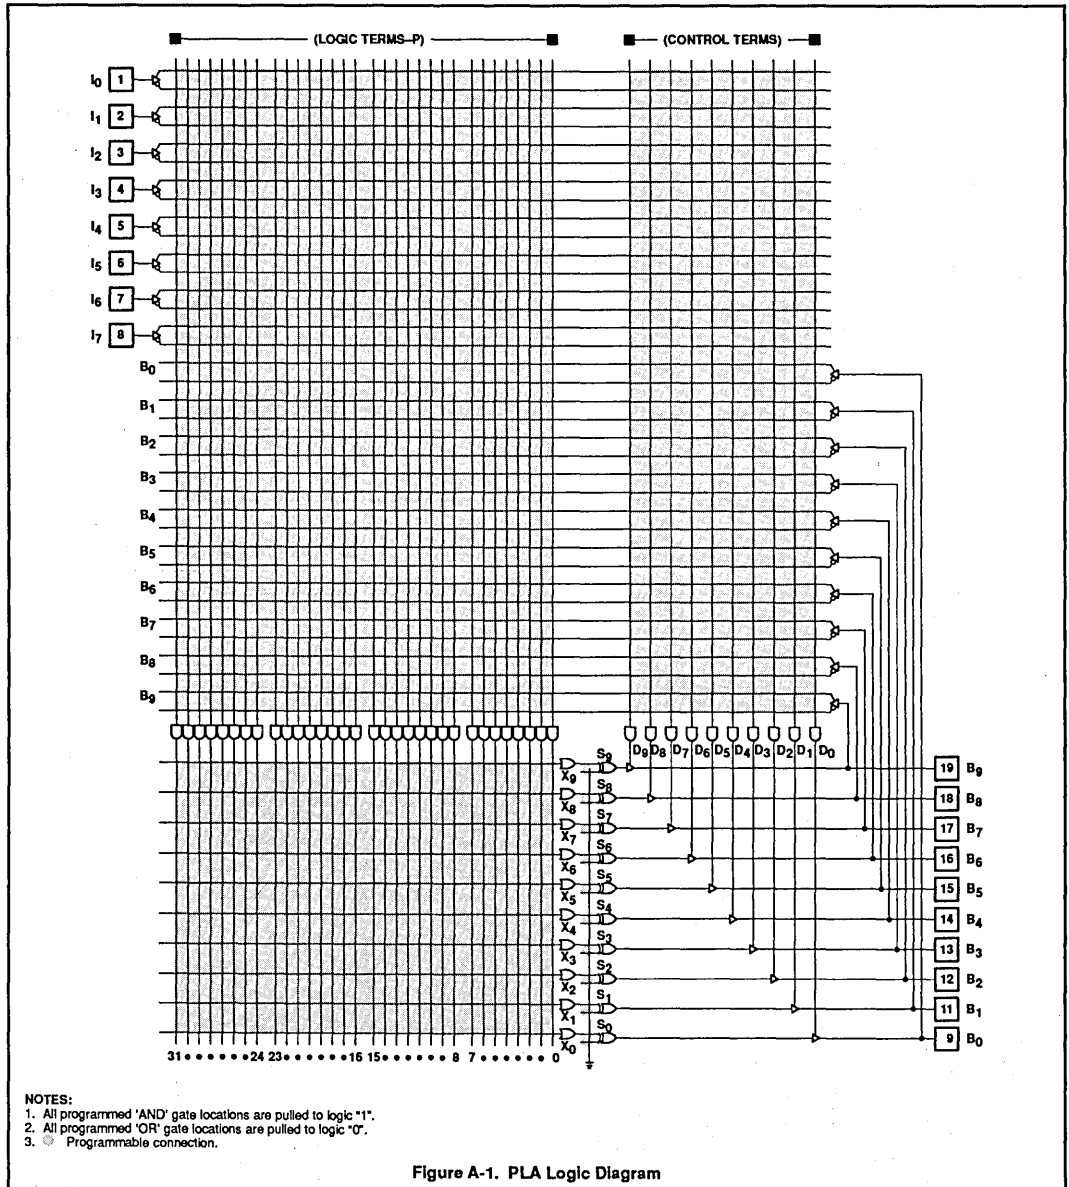 (LOGIC TERMS–P) (CONTROL TERMS)
I0 1
I1 2
I2 3
I3 4
I4 5
I5 6
I6 7
I7 8
B0
B1
B2
B3
B4
B5
B6
B7
B8
B9
D9 D8 D7 D6 D5 D4 D3 D2 D1 D0
S9 X9 19 B9
S8 X8 18 B8
S7 X7 17 B7
S6 X6 16 B6
S5 X5 15 B5
S4 X4 14 B4
S3 X3 13 B3
S2 X2 12 B2
S1 X1 11 B1
S0 X0 9 B0
31 24 23 16 15 8 7 0
NOTES:
1. All programmed 'AND' gate locations are pulled to logic "1".
2. All programmed 'OR' gate locations are pulled to logic "0".
3. Programmable connection.
Figure A-1. PLA Logic Diagram